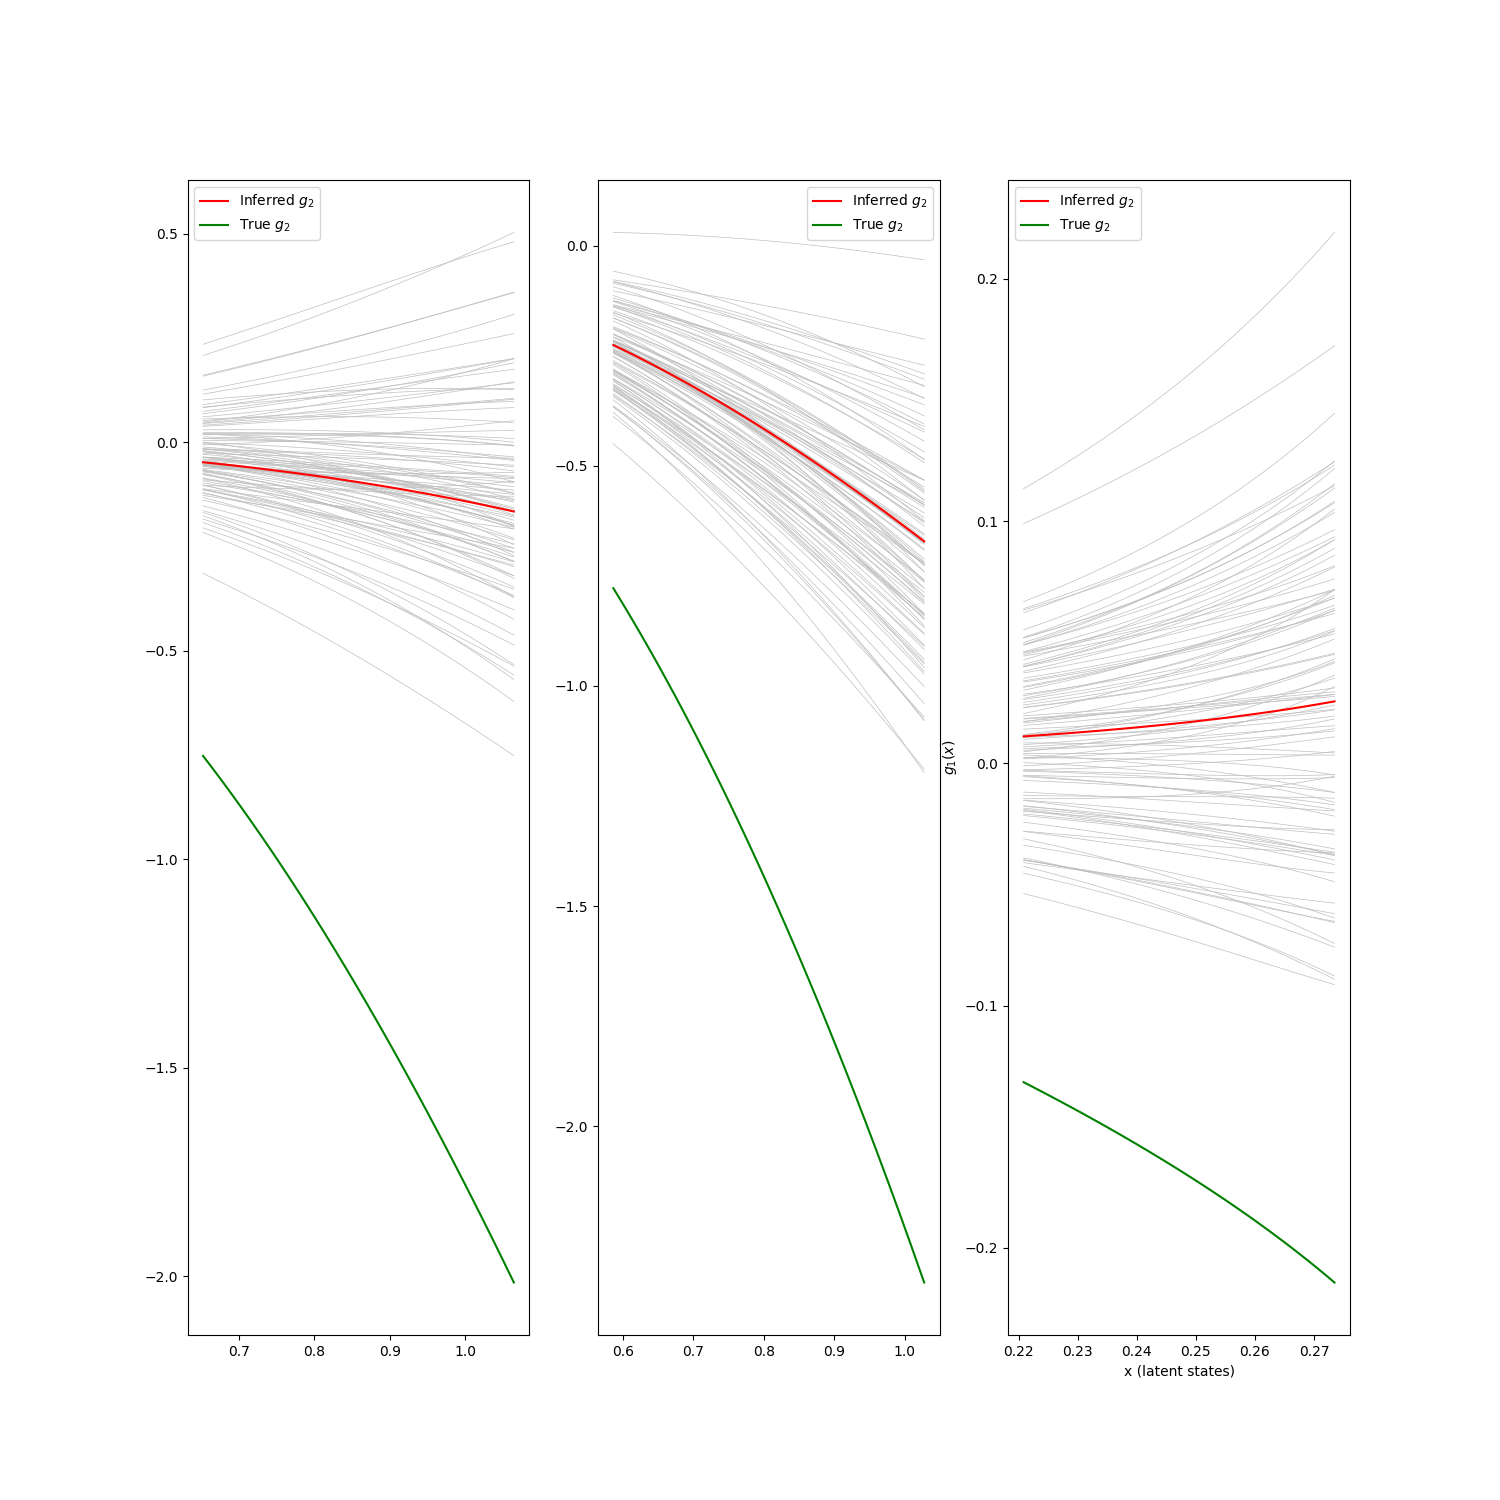 Inferred g₂
True g₂
0.5
0.0
−0.5
−1.0
−1.5
−2.0
0.7 0.8 0.9 1.0
Inferred g₂
True g₂
0.0
−0.5
−1.0
−1.5
−2.0
0.6 0.7 0.8 0.9 1.0
Inferred g₂
True g₂
g₁(x)
0.2
0.1
0.0
−0.1
−0.2
0.22 0.23 0.24 0.25 0.26 0.27
x (latent states)